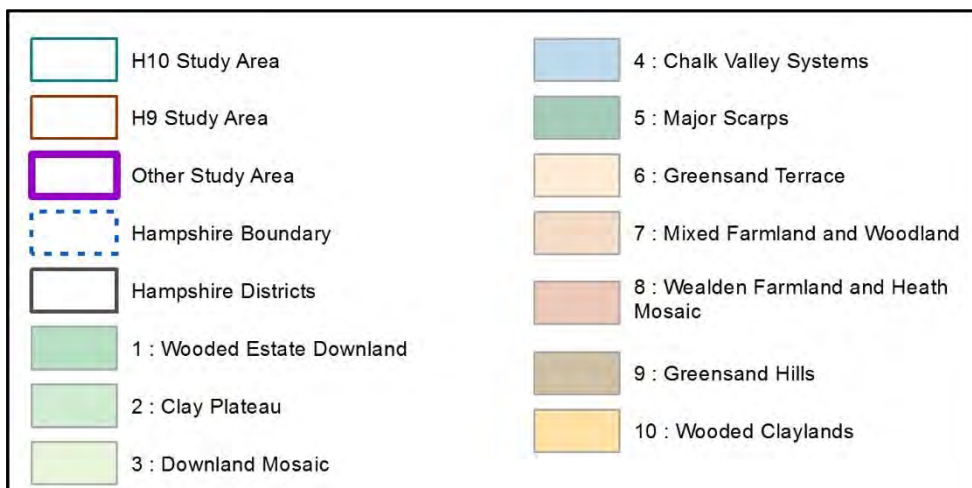 H10 Study Area
H9 Study Area
Other Study Area
Hampshire Boundary
Hampshire Districts
1 : Wooded Estate Downland
2 : Clay Plateau
3 : Downland Mosaic
4 : Chalk Valley Systems
5 : Major Scarps
6 : Greensand Terrace
7 : Mixed Farmland and Woodland
8 : Wealden Farmland and Heath
Mosaic
9 : Greensand Hills
10 : Wooded Claylands